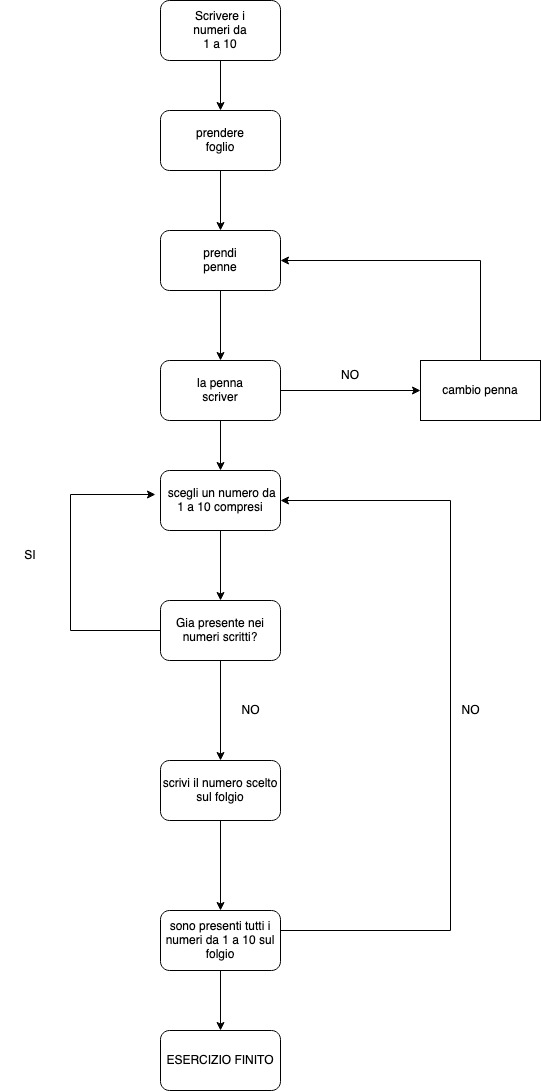 Scrivere i
numeri da
1 a 10
prendere
foglio
prendi
penne
la penna
scriver
NO
cambio penna
scegli un numero da
1 a 10 compresi
SI
Gia presente nei
numeri scritti?
NO
NO
scrivi il numero scelto
sul folgio
sono presenti tutti i
numeri da 1 a 10 sul
folgio
ESERCIZIO FINITO